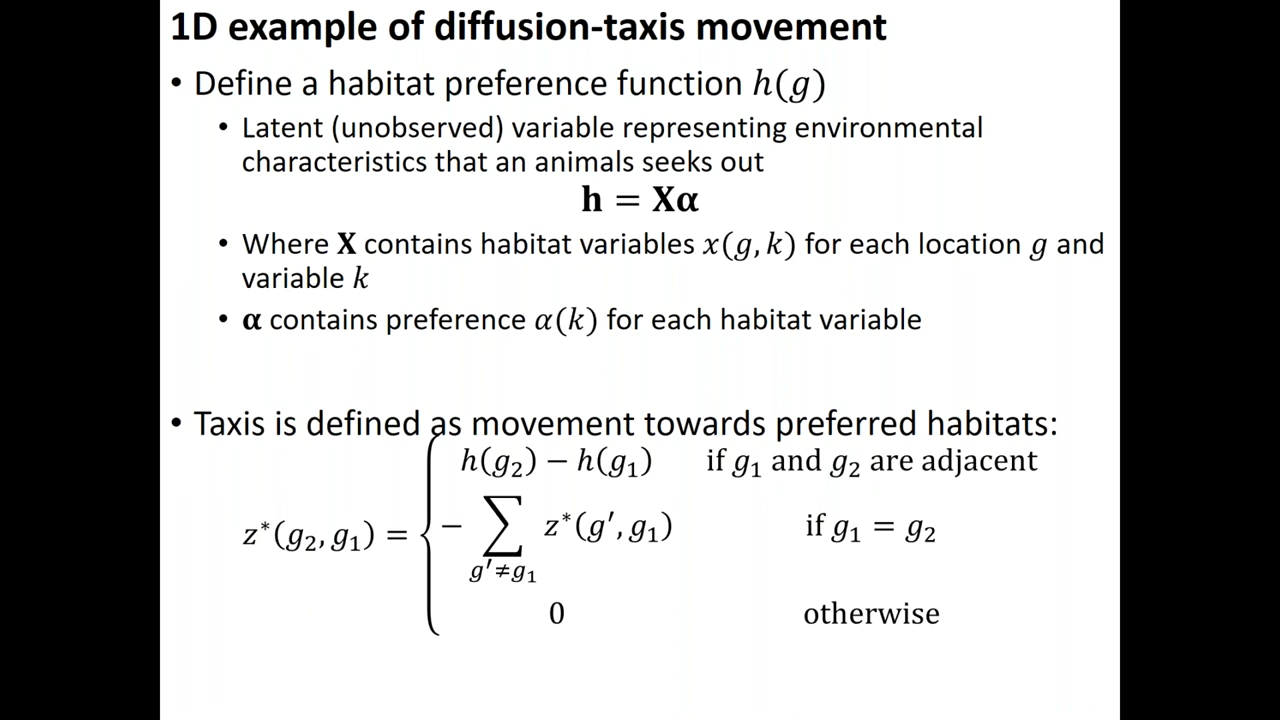 1D example of diffusion-taxis movement
• Define a habitat preference function h(g)
• Latent (unobserved) variable representing environmental
characteristics that an animals seeks out
h = Xα
• Where X contains habitat variables x(g, k) for each location g and
variable k
• α contains preference α(k) for each habitat variable
• Taxis is defined as movement towards preferred habitats:
h(g₂) − h(g₁) if g₁ and g₂ are adjacent
z*(g₂, g₁) = { − ∑ z*(g′, g₁) if g₁ = g₂
g′≠g₁
0 otherwise